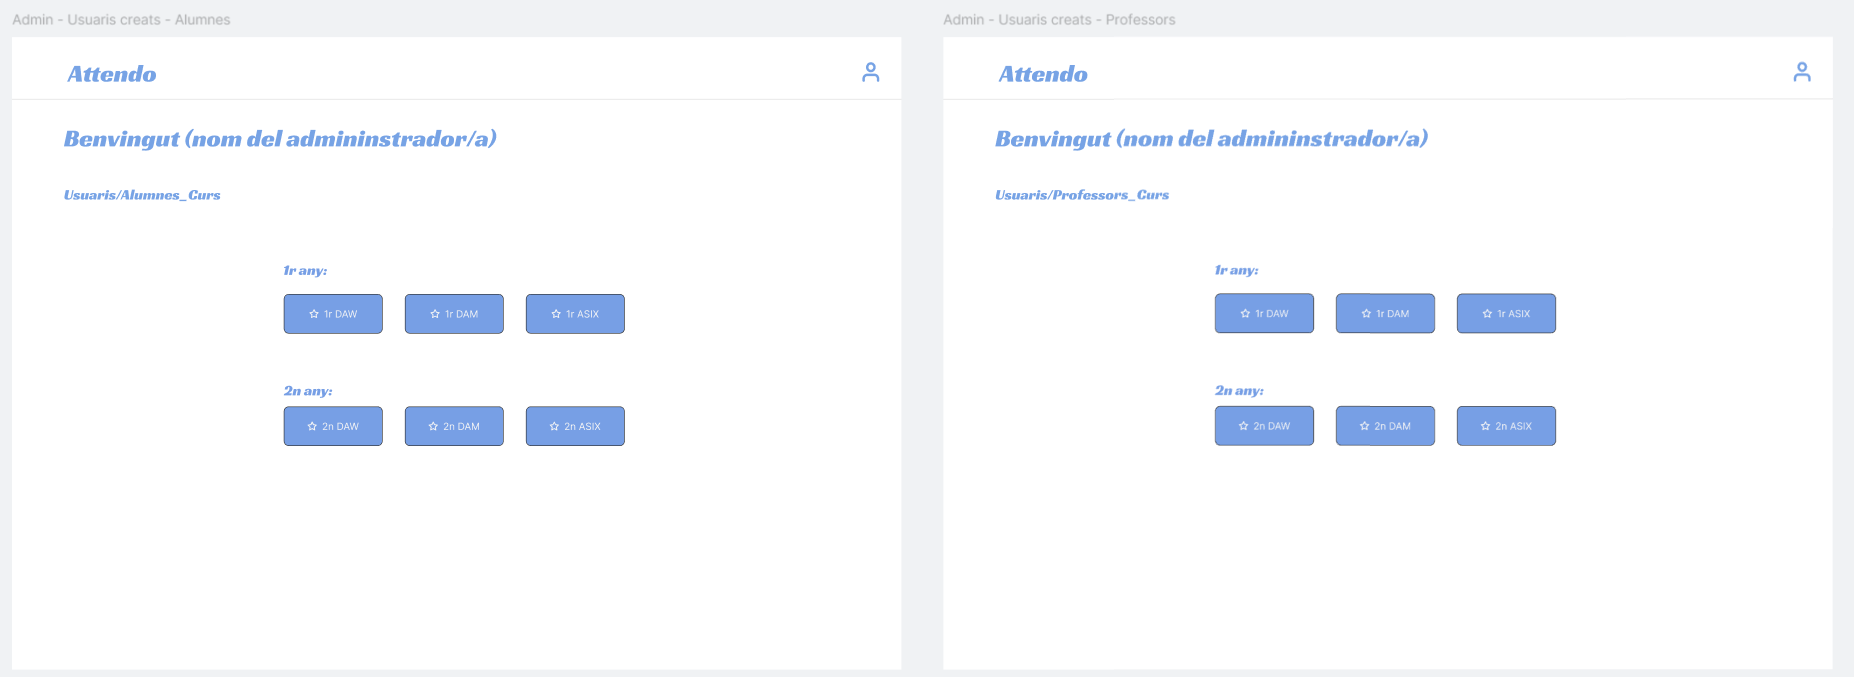 Admin - Usuaris creats - Alumnes
Attendo
Benvingut (nom del admininstrador/a)
Usuaris/Alumnes_Curs
1r any:
1r DAW
1r DAM
1r ASIX
2n any:
2n DAW
2n DAM
2n ASIX
Admin - Usuaris creats - Professors
Attendo
Benvingut (nom del admininstrador/a)
Usuaris/Professors_Curs
1r any:
1r DAW
1r DAM
1r ASIX
2n any:
2n DAW
2n DAM
2n ASIX